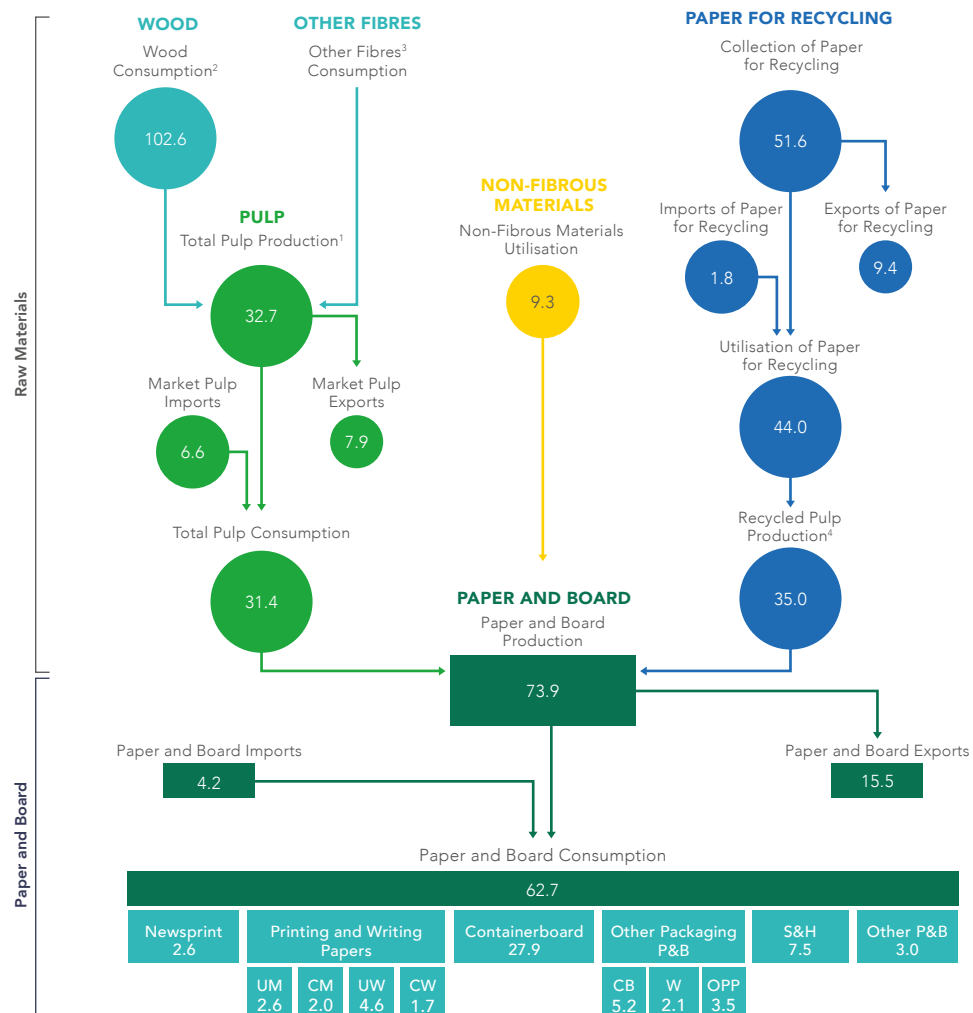 WOOD
Wood
Consumption²
102.6
OTHER FIBRES
Other Fibres³
Consumption
PAPER FOR RECYCLING
Collection of Paper
for Recycling
51.6
Imports of Paper
for Recycling
1.8
Exports of Paper
for Recycling
9.4
NON-FIBROUS
MATERIALS
Non-Fibrous Materials
Utilisation
9.3
PULP
Total Pulp Production¹
32.7
Raw Materials
Market Pulp
Imports
6.6
Market Pulp
Exports
7.9
Utilisation of Paper
for Recycling
44.0
Total Pulp Consumption
31.4
Recycled Pulp
Production⁴
35.0
PAPER AND BOARD
Paper and Board
Production
73.9
Paper and Board
Paper and Board Imports
4.2
Paper and Board Exports
15.5
Paper and Board Consumption
62.7
Newsprint
2.6
Printing and Writing
Papers
Containerboard
27.9
Other Packaging
P&B
S&H
7.5
Other P&B
3.0
UM
2.6
CM
2.0
UW
4.6
CW
1.7
CB
5.2
W
2.1
OPP
3.5